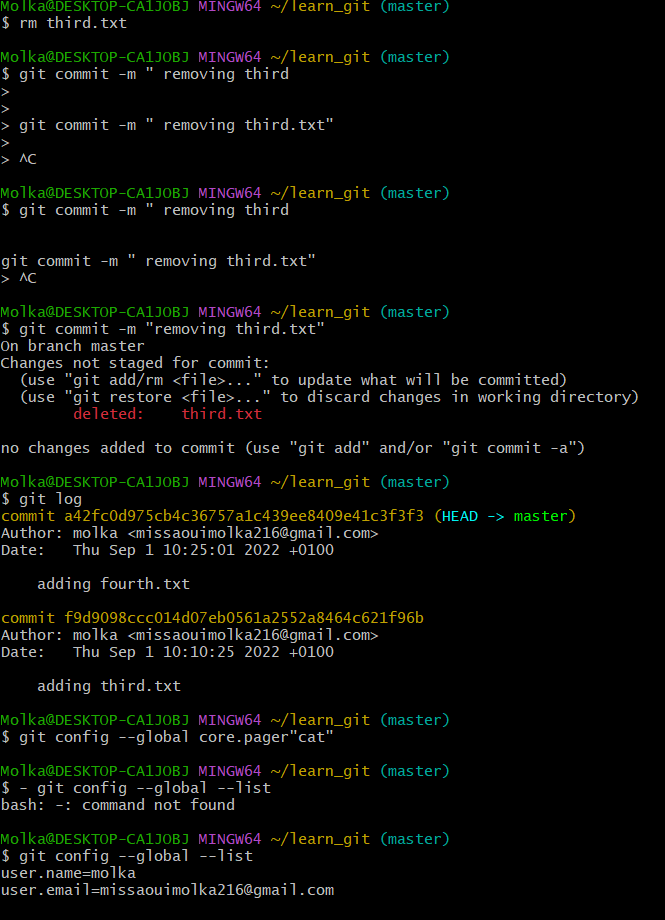 Molka@DESKTOP-CA1JOBJ MINGW64 ~/learn_git (master)
$ rm third.txt
Molka@DESKTOP-CA1JOBJ MINGW64 ~/learn_git (master)
$ git commit -m " removing third
>
>
> git commit -m " removing third.txt"
>
> ^C
Molka@DESKTOP-CA1JOBJ MINGW64 ~/learn_git (master)
$ git commit -m " removing third
git commit -m " removing third.txt"
> ^C
Molka@DESKTOP-CA1JOBJ MINGW64 ~/learn_git (master)
$ git commit -m "removing third.txt"
On branch master
Changes not staged for commit:
  (use "git add/rm <file>..." to update what will be committed)
  (use "git restore <file>..." to discard changes in working directory)
        deleted:    third.txt
no changes added to commit (use "git add" and/or "git commit -a")
Molka@DESKTOP-CA1JOBJ MINGW64 ~/learn_git (master)
$ git log
commit a42fc0d975cb4c36757a1c439ee8409e41c3f3f3 (HEAD -> master)
Author: molka <missaouimolka216@gmail.com>
Date:   Thu Sep 1 10:25:01 2022 +0100
    adding fourth.txt
commit f9d9098ccc014d07eb0561a2552a8464c621f96b
Author: molka <missaouimolka216@gmail.com>
Date:   Thu Sep 1 10:10:25 2022 +0100
    adding third.txt
Molka@DESKTOP-CA1JOBJ MINGW64 ~/learn_git (master)
$ git config --global core.pager"cat"
Molka@DESKTOP-CA1JOBJ MINGW64 ~/learn_git (master)
$ - git config --global --list
bash: -: command not found
Molka@DESKTOP-CA1JOBJ MINGW64 ~/learn_git (master)
$ git config --global --list
user.name=molka
user.email=missaouimolka216@gmail.com